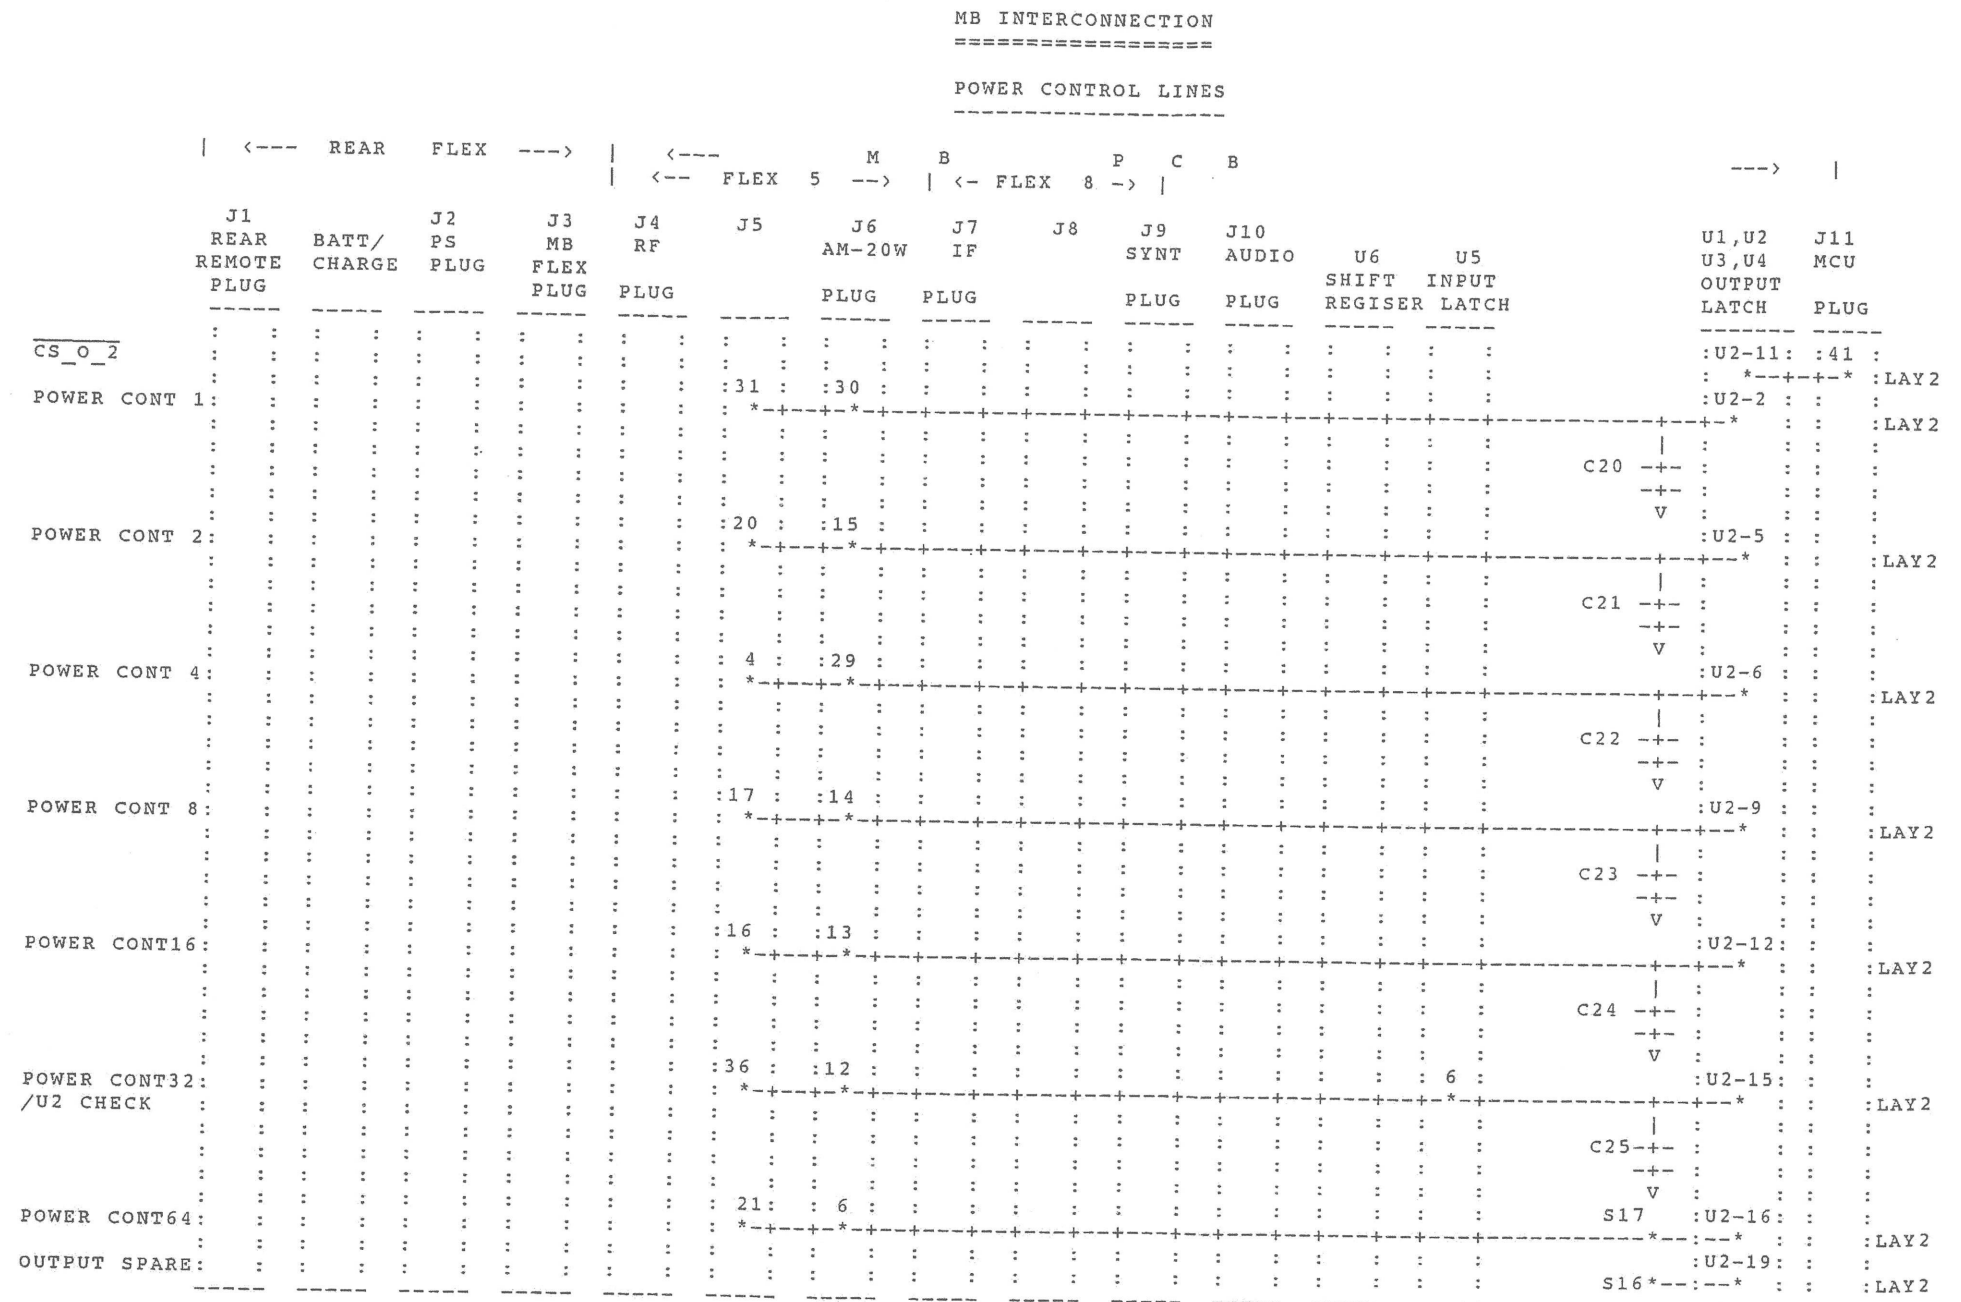 MB INTERCONNECTION
==================
POWER CONTROL LINES
-------------------
| <--- REAR FLEX ---> | <--- M B P C B ---> |
| <-- FLEX 5 --> | <- FLEX 8 -> |
J1 J2 J3 J4 J5 J6 J7 J8 J9 J10 U1,U2 J11
REAR BATT/ PS MB RF AM-20W IF SYNT AUDIO U6 U5 U3,U4 MCU
REMOTE CHARGE PLUG FLEX SHIFT INPUT OUTPUT
PLUG PLUG PLUG PLUG PLUG PLUG PLUG REGISER LATCH LATCH PLUG
CS_O_2 :U2-11: :41 :
*--+-+-* :LAY2
POWER CONT 1: :31 : :30 :U2-2 : :
*-+--+-*-+----+--* :LAY2
C20 -+-
-+-
V
POWER CONT 2: :20 : :15 : :U2-5 : :
:LAY2
C21 -+-
-+-
V
POWER CONT 4: : 4 : :29 : :U2-6 : :
:LAY2
C22 -+-
-+-
V
POWER CONT 8: :17 : :14 : :U2-9 : :
:LAY2
C23 -+-
-+-
V
POWER CONT16: :16 : :13 : :U2-12: :
:LAY2
C24 -+-
-+-
V
POWER CONT32: :36 : :12 : : 6 : :U2-15: :
/U2 CHECK :LAY2
C25-+-
-+-
V
POWER CONT64: :21: : 6 : S17 :U2-16: :
:LAY2
OUTPUT SPARE: :U2-19: :
S16*--:--* : : :LAY2